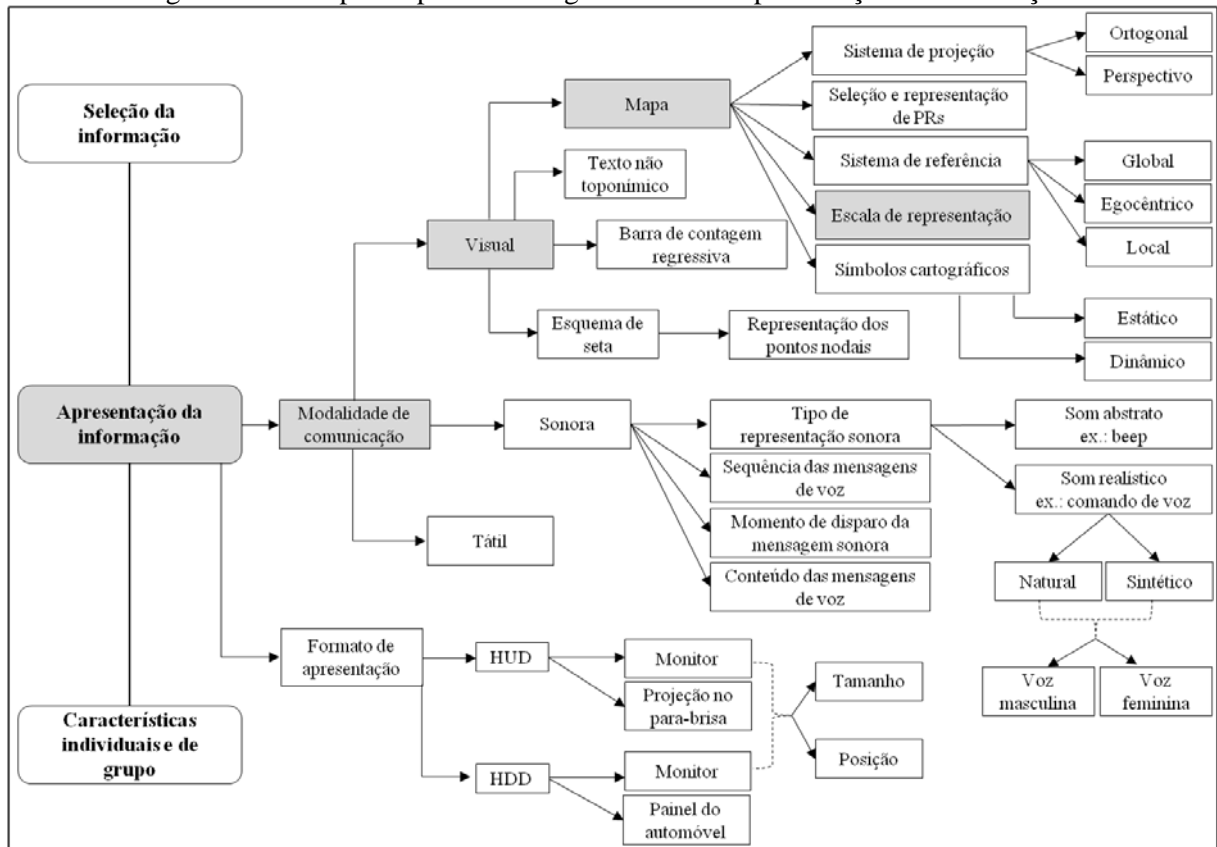 Ortogonal
Sistema de projeção
Perspectivo
Seleção da
informação
Mapa
Seleção e representação
de PRs
Texto não
toponímico
Sistema de referência
Global
Egocêntrico
Escala de representação
Visual
Barra de contagem
regressiva
Local
Símbolos cartográficos
Esquema de
seta
Representação dos
pontos nodais
Estático
Dinâmico
Apresentação da
informação
Modalidade de
comunicação
Sonora
Tipo de
representação sonora
Som abstrato
ex.: beep
Sequência das mensagens
de voz
Som realístico
ex.: comando de voz
Momento de disparo da
mensagem sonora
Tátil
Conteúdo das mensagens
de voz
Natural
Sintético
Formato de
apresentação
HUD
Monitor
Projeção no
para-brisa
Tamanho
Voz
masculina
Voz
feminina
Características
individuais e de
grupo
Posição
HDD
Monitor
Painel do
automóvel